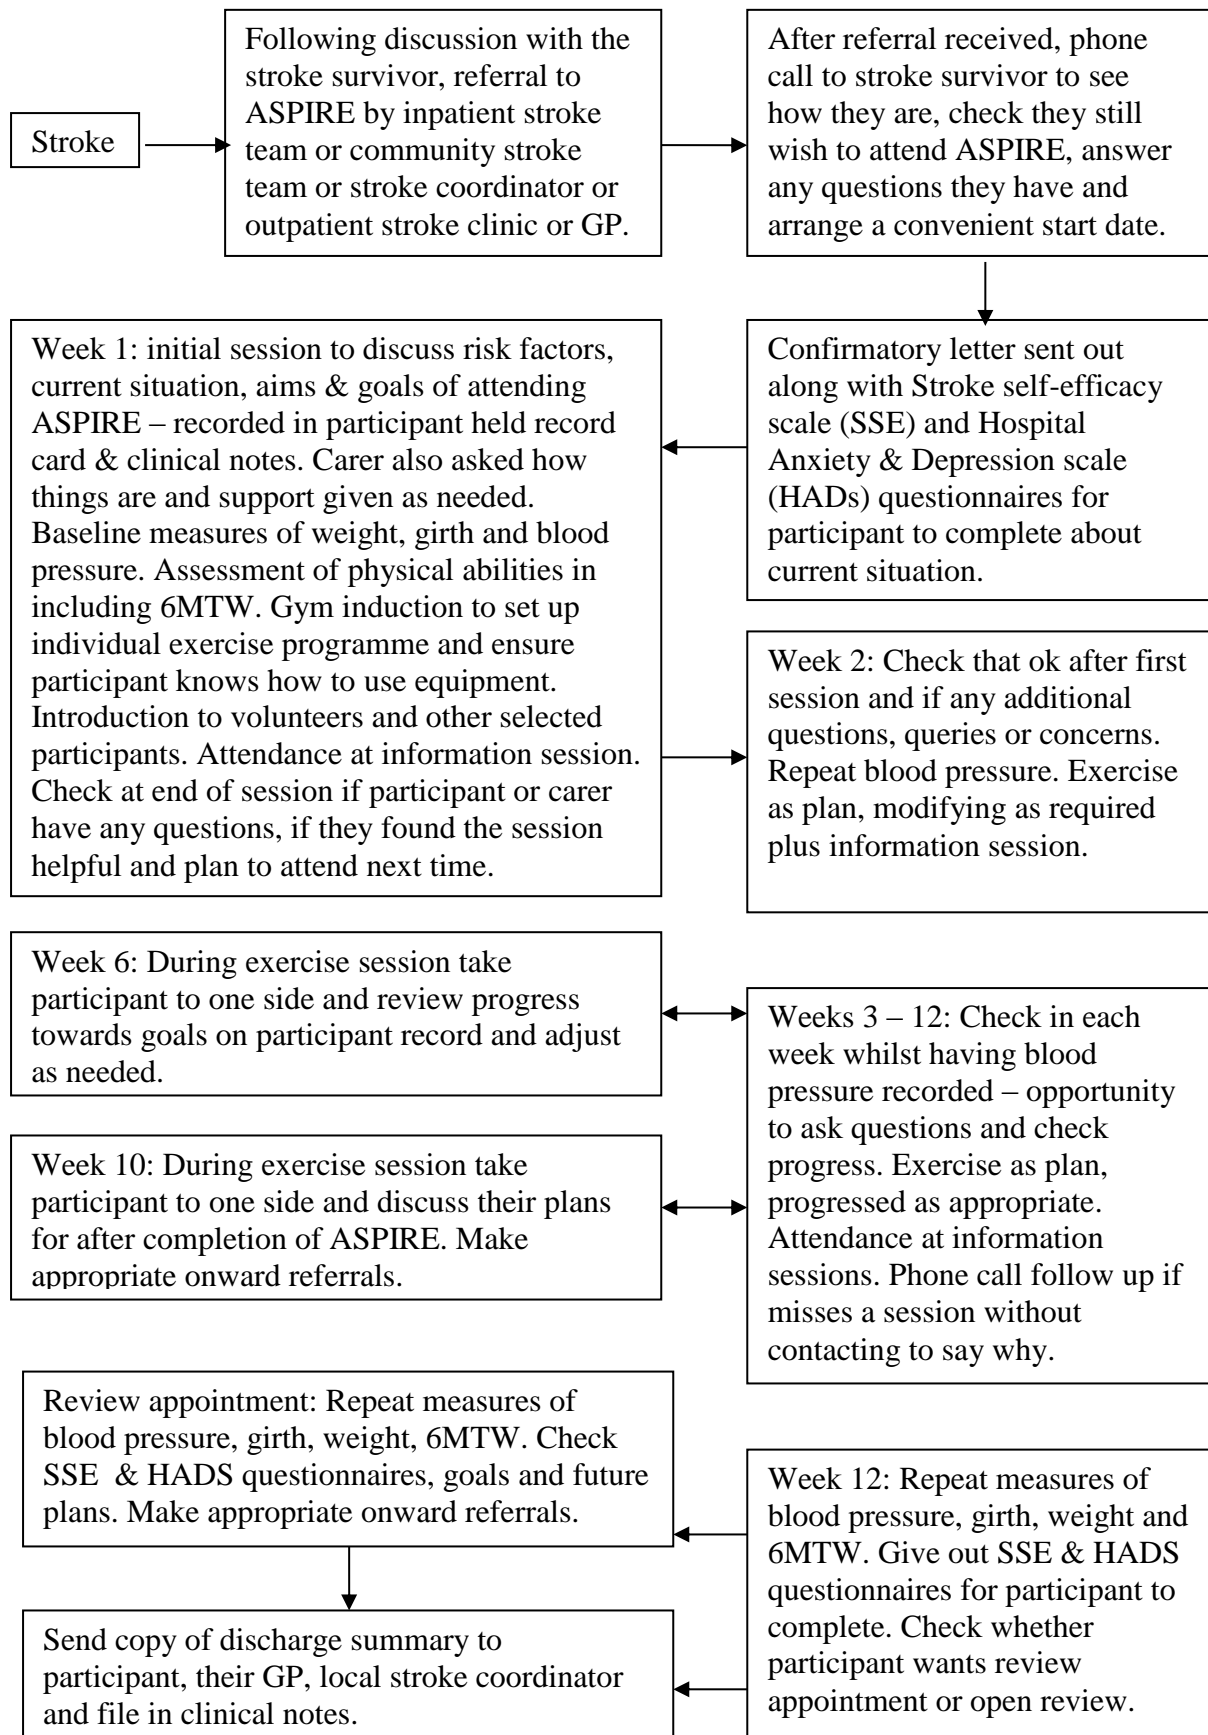 Stroke
Following discussion with the
stroke survivor, referral to
ASPIRE by inpatient stroke
team or community stroke
team or stroke coordinator or
outpatient stroke clinic or GP.
After referral received, phone
call to stroke survivor to see
how they are, check they still
wish to attend ASPIRE, answer
any questions they have and
arrange a convenient start date.
Confirmatory letter sent out
along with Stroke self-efficacy
scale (SSE) and Hospital
Anxiety & Depression scale
(HADs) questionnaires for
participant to complete about
current situation.
Week 1: initial session to discuss risk factors,
current situation, aims & goals of attending
ASPIRE – recorded in participant held record
card & clinical notes. Carer also asked how
things are and support given as needed.
Baseline measures of weight, girth and blood
pressure. Assessment of physical abilities in
including 6MTW. Gym induction to set up
individual exercise programme and ensure
participant knows how to use equipment.
Introduction to volunteers and other selected
participants. Attendance at information session.
Check at end of session if participant or carer
have any questions, if they found the session
helpful and plan to attend next time.
Week 2: Check that ok after first
session and if any additional
questions, queries or concerns.
Repeat blood pressure. Exercise
as plan, modifying as required
plus information session.
Week 6: During exercise session take
participant to one side and review progress
towards goals on participant record and adjust
as needed.
Weeks 3 – 12: Check in each
week whilst having blood
pressure recorded – opportunity
to ask questions and check
progress. Exercise as plan,
progressed as appropriate.
Attendance at information
sessions. Phone call follow up if
misses a session without
contacting to say why.
Week 10: During exercise session take
participant to one side and discuss their plans
for after completion of ASPIRE. Make
appropriate onward referrals.
Week 12: Repeat measures of
blood pressure, girth, weight and
6MTW. Give out SSE & HADS
questionnaires for participant to
complete. Check whether
participant wants review
appointment or open review.
Review appointment: Repeat measures of
blood pressure, girth, weight, 6MTW. Check
SSE & HADS questionnaires, goals and future
plans. Make appropriate onward referrals.
Send copy of discharge summary to
participant, their GP, local stroke coordinator
and file in clinical notes.